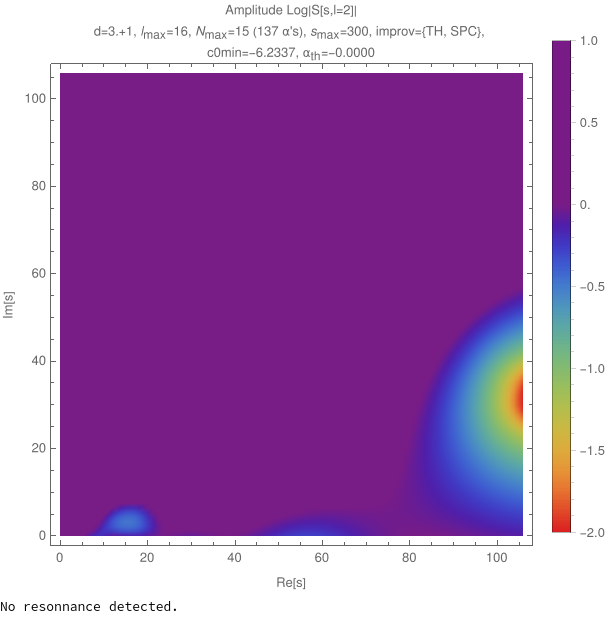 Amplitude Log|S[s,l=2]|
d=3.+1, lmax=16, Nmax=15 (137 α's), smax=300, improv={TH, SPC},
c0min=−6.2337, αth=−0.0000
1.0
0.5
0.
−0.5
−1.0
−1.5
−2.0
100
80
60
40
20
0
Im[s]
0 20 40 60 80 100
Re[s]
No resonnance detected.